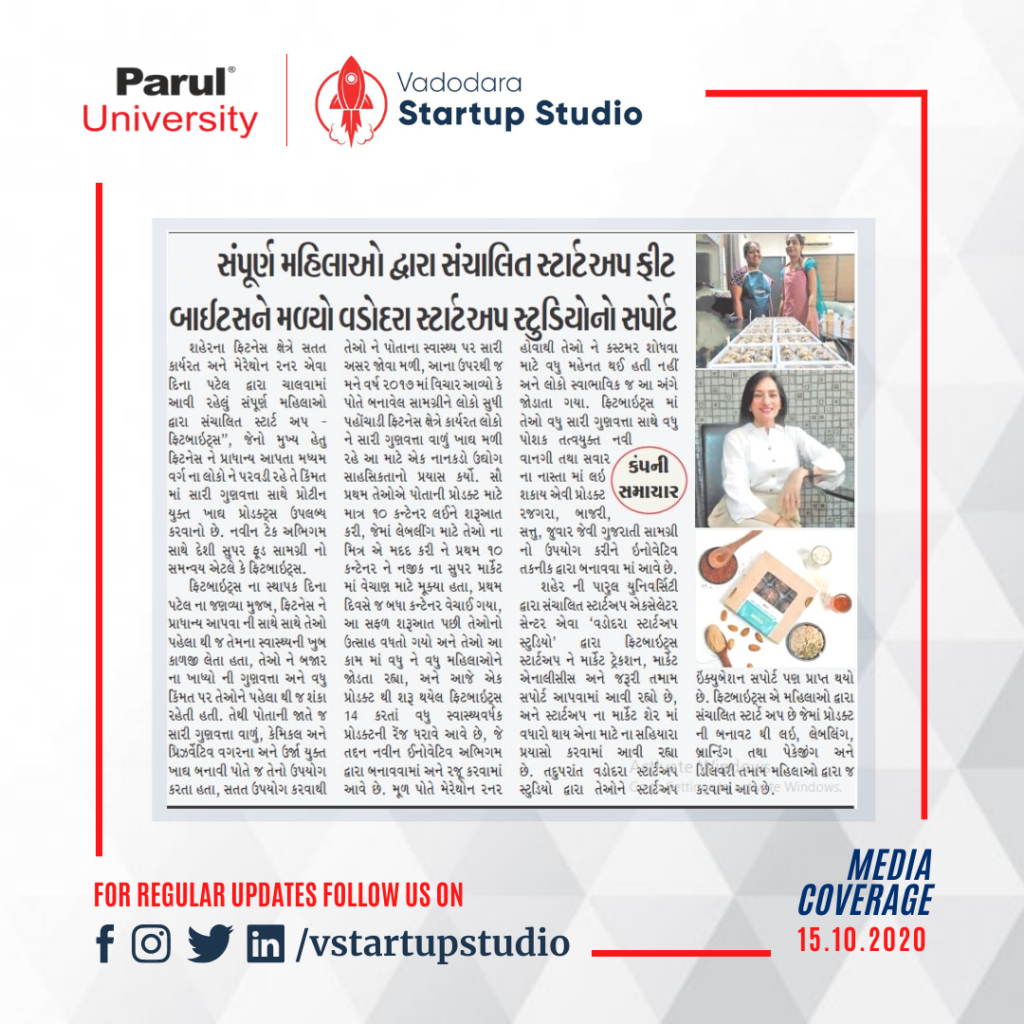 Parul®
University
Vadodara
Startup Studio
સંપૂર્ણ મહિલાઓ દ્વારા સંચાલિત સ્ટાર્ટઅપ ફીટ
બાઈટસને મળ્યો વડોદરા સ્ટાર્ટઅપ સ્ટુડિયોનો સપોર્ટ
શહેરના ફિટનેસ ક્ષેત્રે સતત
કાર્યરત અને મેરેથોન રનર એવા
દિના પટેલ દ્વારા ચાલવામાં
આવી રહેલું સંપૂર્ણ મહિલાઓ
દ્વારા સંચાલિત સ્ટાર્ટ અપ -
ફિટબાઇટ્સ”, જેનો મુખ્ય હેતુ
ફિટનેસ ને પ્રાધાન્ય આપતા મધ્યમ
વર્ગ ના લોકો ને પરવડી રહે તે કિંમત
માં સારી ગુણવત્તા સાથે પ્રોટીન
યુક્ત ખાદ્ય પ્રોડક્ટ્સ ઉપલબ્ધ
કરવાનો છે. નવીન ટેક અભિગમ
સાથે દેશી સુપર ફૂડ સામગ્રી નો
સમન્વય એટલે કે ફિટબાઇટ્સ.
ફિટબાઇટ્સ ના સ્થાપક દિના
પટેલ ના જણવ્યા મુજબ, ફિટનેસ ને
પ્રાધાન્ય આપવા ની સાથે સાથે તેઓ
પહેલા થી જ તેમના સ્વાસ્થ્યની ખુબ
કાળજી લેતા હતા, તેઓ ને બજાર
ના ખાધ્યો ની ગુણવત્તા અને વધુ
કિંમત પર તેઓને પહેલા થી જ શંકા
રહેતી હતી. તેથી પોતાની જાતે જ
સારી ગુણવત્તા વાળું, કેમિકલ અને
પ્રિઝર્વેટિવ વગરના અને ઉર્જા યુક્ત
ખાદ્ય બનાવી પોતે જ તેનો ઉપયોગ
કરતા હતા, સતત ઉપયોગ કરવાથી
તેઓ ને પોતાના સ્વાસ્થ્ય પર સારી
અસર જોવા મળી, આના ઉપરથી જ
મને વર્ષ ૨૦૧૭ માં વિચાર આવ્યો કે
પોતે બનાવેલ સામગ્રીને લોકો સુધી
પહોંચાડી ફિટનેસ ક્ષેત્રે કાર્યરત લોકો
ને સારી ગુણવત્તા વાળું ખાદ્ય મળી
રહે આ માટે એક નાનકડો ઉદ્યોગ
સાહસિકતાનો પ્રયાસ કર્યો. સૌ
પ્રથમ તેઓએ પોતાની પ્રોડક્ટ માટે
માત્ર ૧૦ કન્ટેનર લઈને શરૂઆત
કરી, જેમાં લેબલીંગ માટે તેઓ ના
મિત્ર એ મદદ કરી ને પ્રથમ ૧૦
કન્ટેનર ને નજીક ના સુપર માર્કેટ
માં વેચાણ માટે મૂક્યા હતા, પ્રથમ
દિવસે જ બધા કન્ટેનર વેચાઈ ગયા,
આ સફળ શરૂઆત પછી તેઓનો
ઉત્સાહ વધતો ગયો અને તેઓ આ
કામ માં વધુ ને વધુ મહિલાઓને
જોડતા રહ્યા, અને આજે એક
પ્રોડક્ટ થી શરૂ થયેલ ફિટબાઇટ્સ
14 કરતાં વધુ સ્વાસ્થ્યવર્ધક
પ્રોડક્ટની રેંજ ધરાવે આવે છે, જે
તદ્દન નવીન ઈનોવેટિવ અભિગમ
દ્વારા બનાવવામાં અને રજૂ કરવામાં
આવે છે. મૂળ પોતે મેરેથોન રનર
હોવાથી તેઓ ને કસ્ટમર શોધવા
માટે વધુ મહેનત થઈ હતી નહીં
અને લોકો સ્વાભાવિક જ આ અંગે
જોડાતા ગયા. ફિટબાઇટ્સ માં
તેઓ વધુ સારી ગુણવત્તા સાથે વધુ
પોશક તત્વયુક્ત નવી
વાનગી તથા સવાર
ના નાસ્તા માં લઇ
શકાય એવી પ્રોડક્ટ
રજગરા, બાજરી,
સત્તુ, જુવાર જેવી ગુજરાતી સામગ્રી
નો ઉપયોગ કરીને ઇનોવેટિવ
તકનીક દ્વારા બનાવવા માં આવે છે.
શહેર ની પારુલ યુનિવર્સિટી
દ્વારા સંચાલિત સ્ટાર્ટઅપ એકસેલેટર
સેન્ટર એવા ‘વડોદરા સ્ટાર્ટઅપ
સ્ટુડિયો’ દ્વારા ફિટબાઇટ્સ
સ્ટાર્ટઅપ ને માર્કેટ ટ્રેકશન, માર્કેટ
એનાલીસીસ અને જરૂરી તમામ
સપોર્ટ આપવામાં આવી રહ્યો છે,
અને સ્ટાર્ટઅપ ના માર્કેટ શેર માં
વધારો થાય એના માટે ના સહિયારા
પ્રયાસો કરવામાં આવી રહ્યા
છે. તદુપરાંત વડોદરા સ્ટાર્ટઅપ
સ્ટુડિયો દ્વારા તેઓને સ્ટાર્ટઅપ
કંપની
સમાચાર
ઇંક્યુબેશન સપોર્ટ પણ પ્રાપ્ત થયો
છે. ફિટબાઇટ્સ એ મહિલાઓ દ્વારા
સંચાલિત સ્ટાર્ટ અપ છે જેમાં પ્રોડક્ટ
ની બનાવટ થી લઇ, લેબલિંગ,
બ્રાન્ડિંગ તથા પેકેજીંગ અને
ડિલિવરી તમામ મહિલાઓ દ્વારા જ
કરવામાં આવે છે.
Activate Windows
FOR REGULAR UPDATES FOLLOW US ON
/vstartupstudio
MEDIA
COVERAGE
15.10.2020